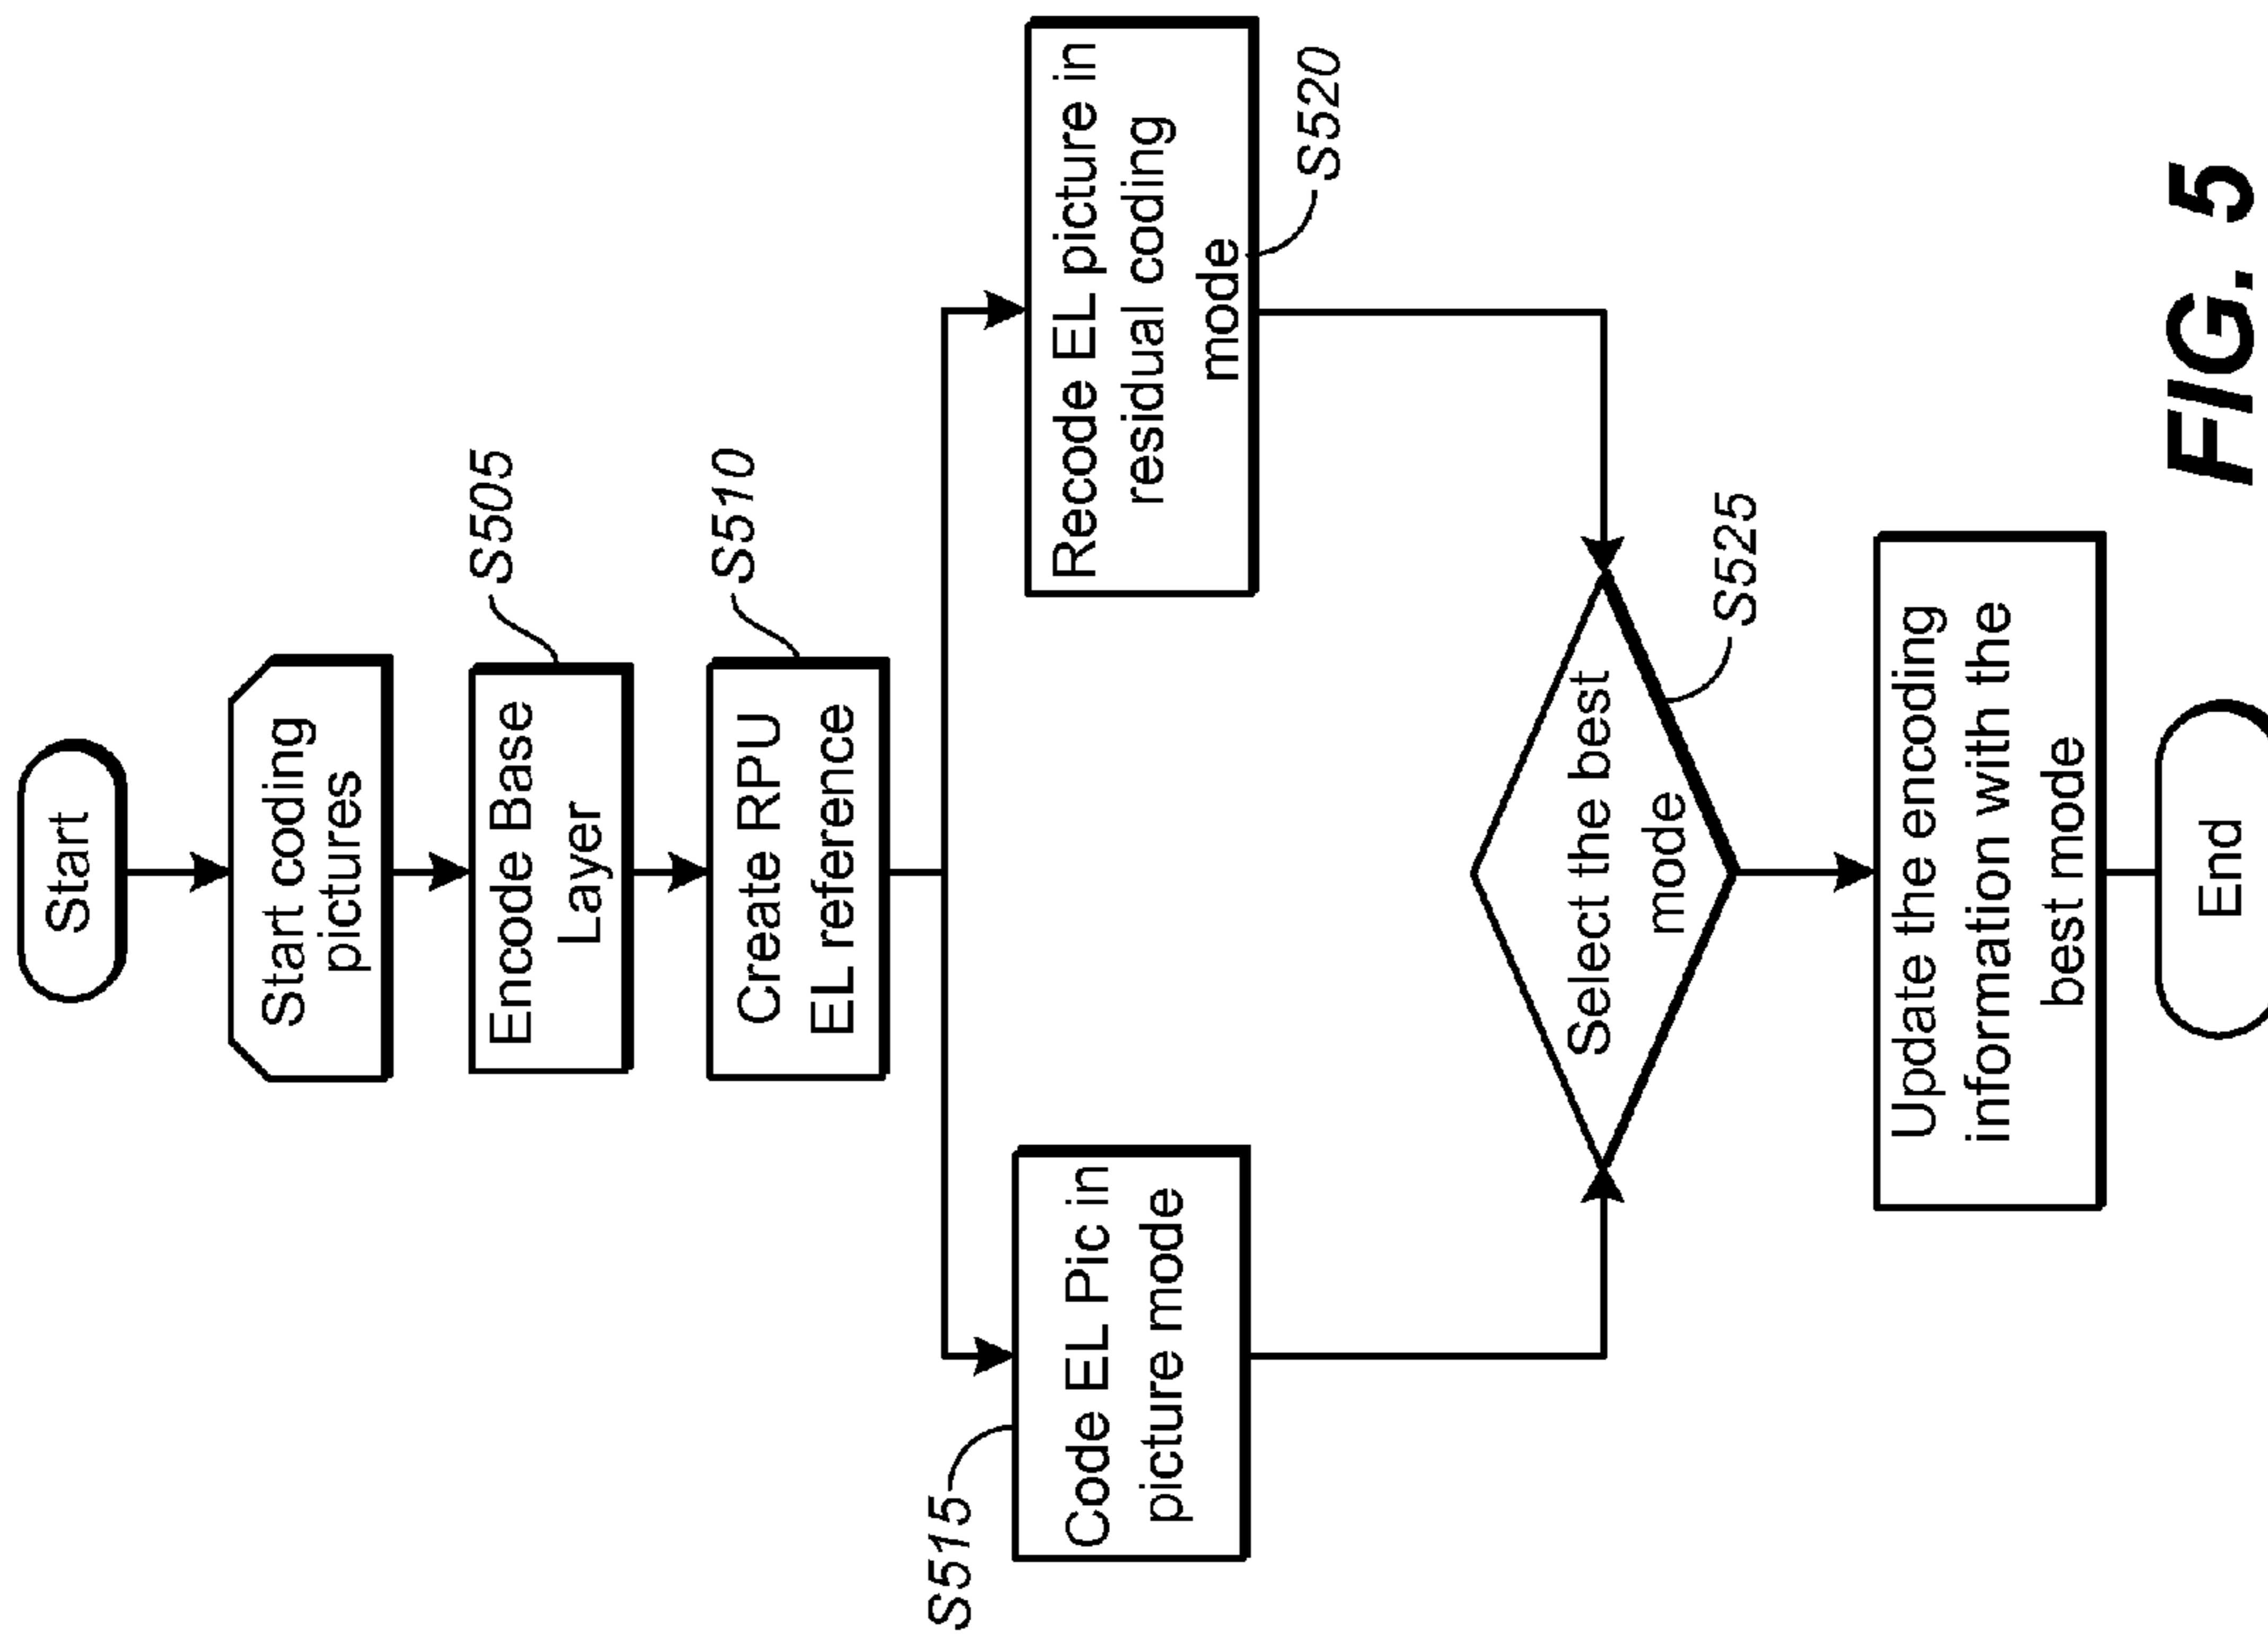 Start
Start coding
pictures
Encode Base
Layer
S505
Create RPU
EL reference
S510
S515
Code EL Pic in
picture mode
Recode EL picture in
residual coding
mode
S520
Select the best
mode
S525
Update the encoding
information with the
best mode
End
FIG. 5